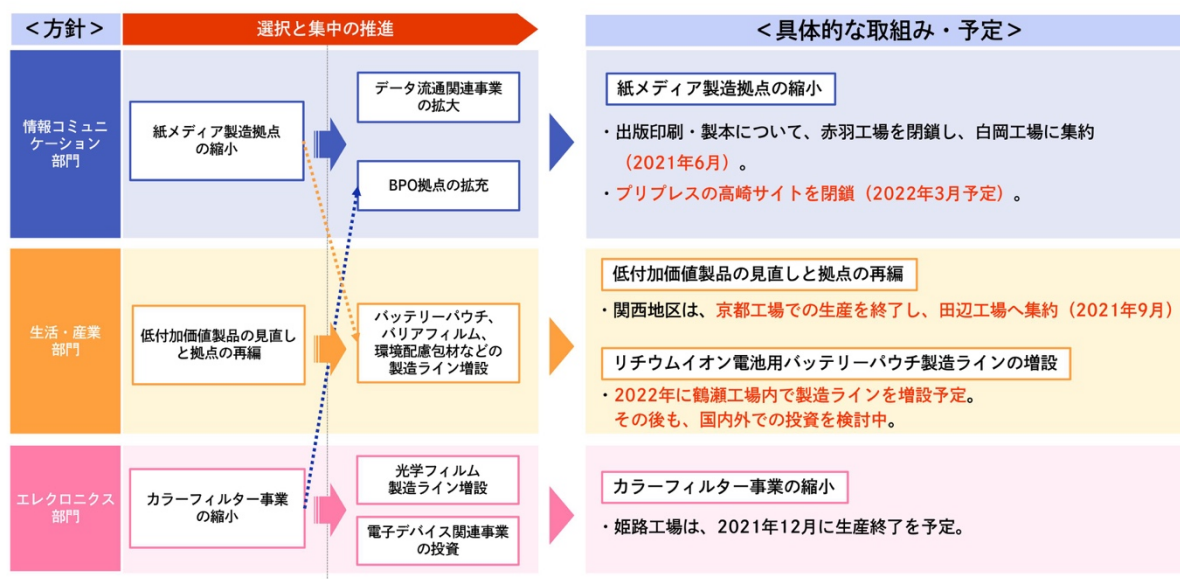 ＜方針＞
選択と集中の推進
＜具体的な取組み・予定＞
情報コミュニ
ケーション
部門
紙メディア製造拠点
の縮小
データ流通関連事業
の拡大
BPO拠点の拡充
紙メディア製造拠点の縮小
・出版印刷・製本について、赤羽工場を閉鎖し、白岡工場に集約
（2021年6月）。
・プリプレスの高崎サイトを閉鎖（2022年3月予定）。
生活・産業
部門
低付加価値製品の見直し
と拠点の再編
バッテリーパウチ、
バリアフィルム、
環境配慮包材などの
製造ライン増設
低付加価値製品の見直しと拠点の再編
・関西地区は、京都工場での生産を終了し、田辺工場へ集約（2021年9月）
リチウムイオン電池用バッテリーパウチ製造ラインの増設
・2022年に鶴瀬工場内で製造ラインを増設予定。
その後も、国内外での投資を検討中。
エレクロニクス
部門
カラーフィルター事業
の縮小
光学フィルム
製造ライン増設
電子デバイス関連事業
の投資
カラーフィルター事業の縮小
・姫路工場は、2021年12月に生産終了を予定。